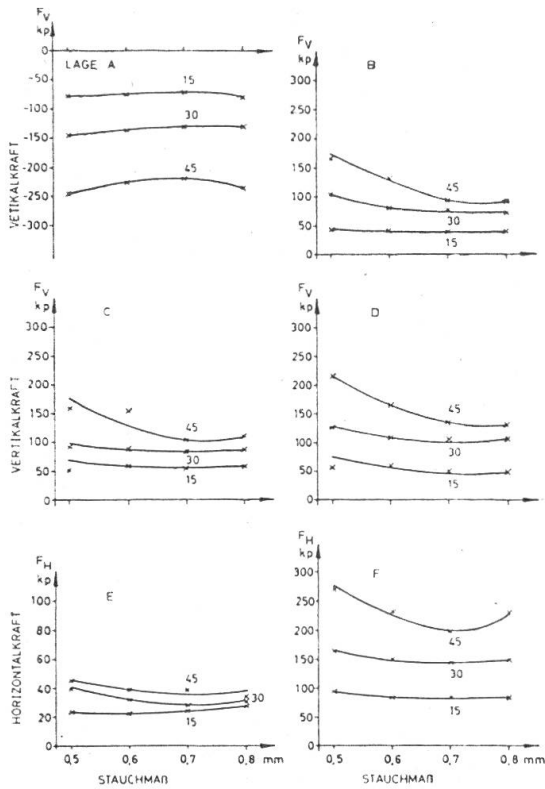 F_V
kp
0
LAGE A
-50
-100
-150
-200
-250
-300
VETIKALKRAFT
15
30
45
F_V
kp
B
300
250
200
150
100
50
0
45
30
15
F_V
kp
C
300
250
200
150
100
50
0
VERTIKALKRAFT
45
30
15
F_V
kp
D
300
250
200
150
100
50
0
45
30
15
F_H
kp
E
100
80
60
40
20
0
HORIZONTALKRAFT
45
30
15
0,5 0,6 0,7 0,8 mm
STAUCHMAß
F_H
kp
F
300
250
200
150
100
50
0
45
30
15
0,5 0,6 0,7 0,8 mm
STAUCHMAß